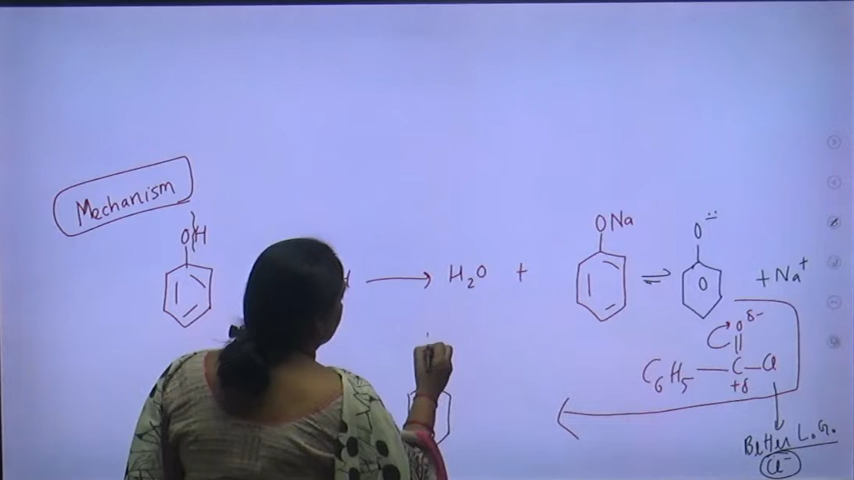 Mechanism
OH
H
H2O +
ONa
O
+ Na+
O δ-
C6H5 — C — Cl
+δ
Better L.G.
Cl-